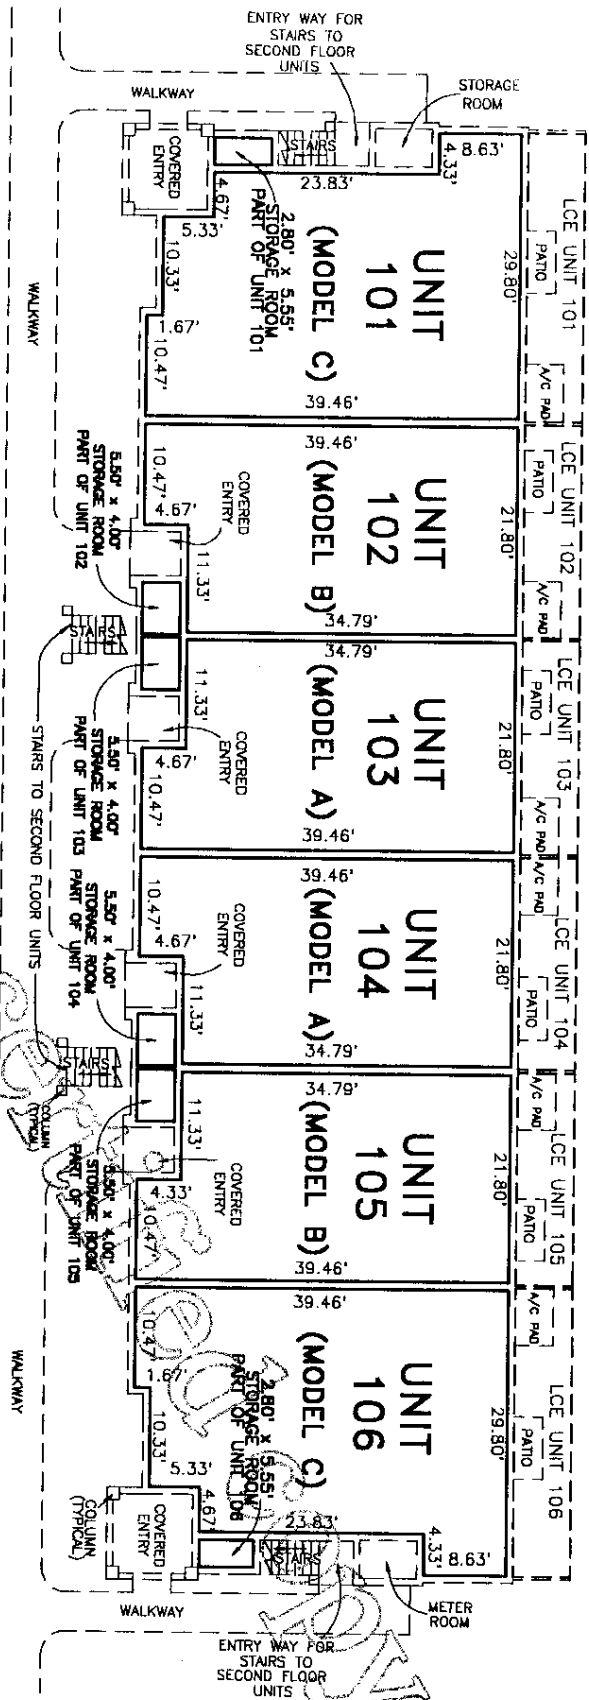 ENTRY WAY FOR
STAIRS TO
SECOND FLOOR
UNITS
WALKWAY
STORAGE
ROOM
COVERED
ENTRY
STAIRS
8.63'
4.33'
23.83'
4.67'
5.33'
2.80' x 5.55'
STORAGE ROOM
PART OF UNIT 101
10.33'
1.67'
10.47'
UNIT
101
(MODEL C)
29.80'
39.46'
LCE UNIT 101
PATIO
A/C PAD
WALKWAY
39.46'
10.47'
4.67'
COVERED
ENTRY
11.33'
5.50' x 4.00'
STORAGE ROOM
PART OF UNIT 102
UNIT
102
(MODEL B)
21.80'
34.79'
LCE UNIT 102
PATIO
A/C PAD
STAIRS
STAIRS TO SECOND FLOOR UNITS
34.79'
11.33'
4.67'
COVERED
ENTRY
10.47'
5.50' x 4.00'
STORAGE ROOM
PART OF UNIT 103
UNIT
103
(MODEL A)
21.80'
39.46'
LCE UNIT 103
PATIO
A/C PAD
39.46'
10.47'
4.67'
COVERED
ENTRY
11.33'
5.50' x 4.00'
STORAGE ROOM
PART OF UNIT 104
UNIT
104
(MODEL A)
21.80'
34.79'
LCE UNIT 104
A/C PAD
PATIO
STAIRS
COLUMN
(TYPICAL)
34.79'
11.33'
4.33'
COVERED
ENTRY
10.47'
5.50' x 4.00'
STORAGE ROOM
PART OF UNIT 105
UNIT
105
(MODEL B)
21.80'
39.46'
LCE UNIT 105
A/C PAD
PATIO
39.46'
10.47'
1.67'
10.33'
5.33'
4.67'
2.80' x 5.55'
STORAGE ROOM
PART OF UNIT 106
UNIT
106
(MODEL C)
29.80'
23.83'
4.33'
8.63'
LCE UNIT 106
A/C PAD
PATIO
WALKWAY
COLUMN
(TYPICAL)
COVERED
ENTRY
STAIRS
METER
ROOM
WALKWAY
ENTRY WAY FOR
STAIRS TO
SECOND FLOOR
UNITS
Certified Copy